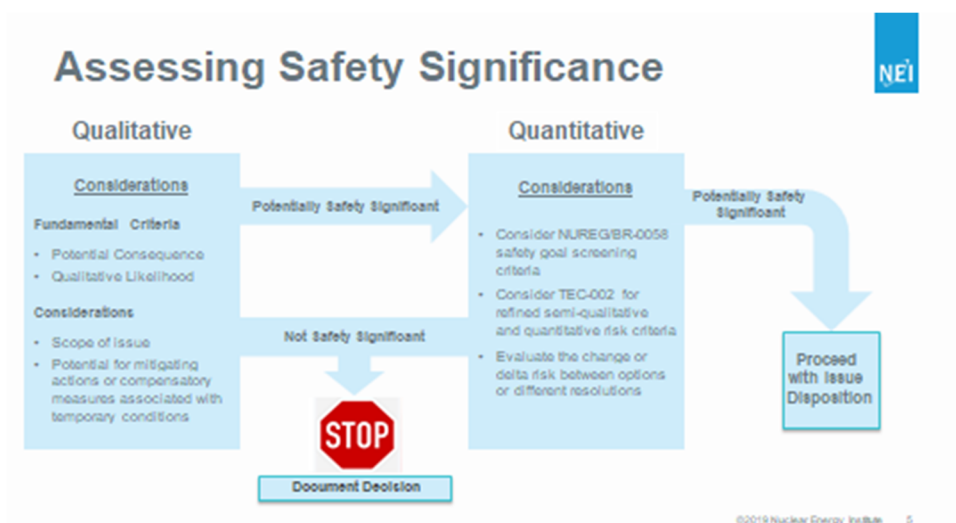 Assessing Safety Significance
NEI
Qualitative
Quantitative
Considerations
Fundamental Criteria
• Potential Consequence
• Qualitative Likelihood
Considerations
• Scope of issue
• Potential for mitigating
actions or compensatory
measures associated with
temporary conditions
Potentially Safety Significant
Not Safety Significant
STOP
Document Decision
Considerations
• Consider NUREG/BR-0058
safety goal screening
criteria
• Consider TEC-002 for
refined semi-qualitative
and quantitative risk criteria
• Evaluate the change or
delta risk between options
or different resolutions
Potentially Safety
Significant
Proceed
with Issue
Disposition
©2019 Nuclear Energy Institute 5